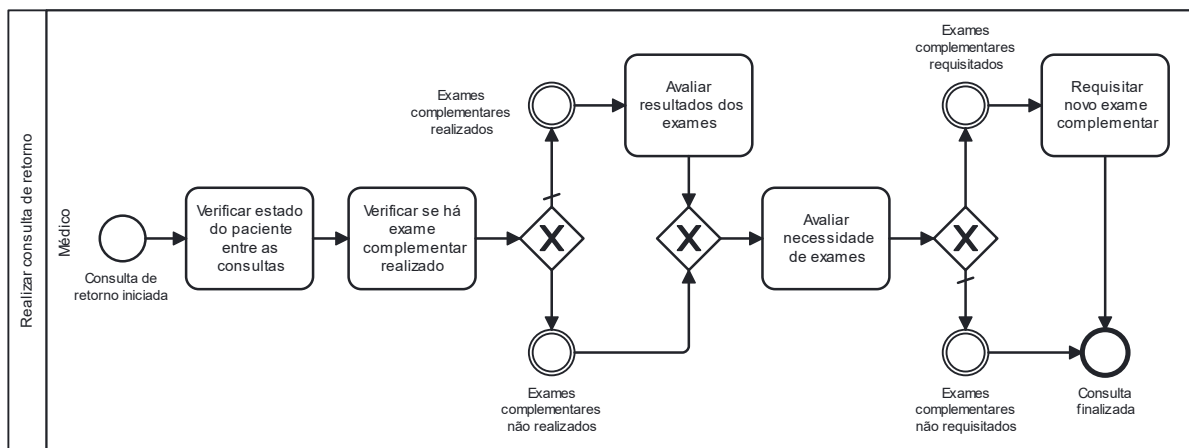 Realizar consulta de retorno
Médico
Consulta de
retorno iniciada
Verificar estado
do paciente
entre as
consultas
Verificar se há
exame
complementar
realizado
Exames
complementares
realizados
Avaliar
resultados dos
exames
Exames
complementares
não realizados
Avaliar
necessidade
de exames
Exames
complementares
requisitados
Requisitar
novo exame
complementar
Exames
complementares
não requisitados
Consulta
finalizada